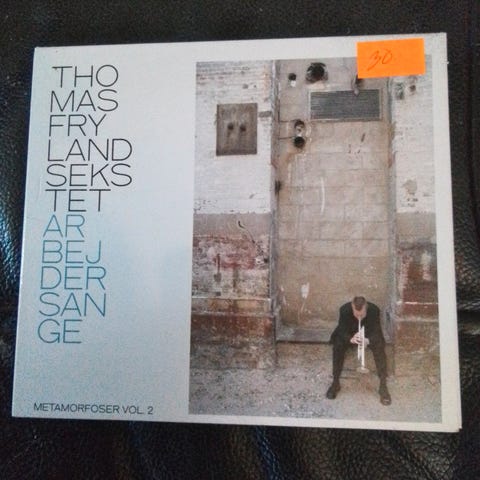 30
THO
MAS
FRY
LAND
SEKS
TET
AR
BEJ
DER
SAN
GE
METAMORFOSER VOL. 2